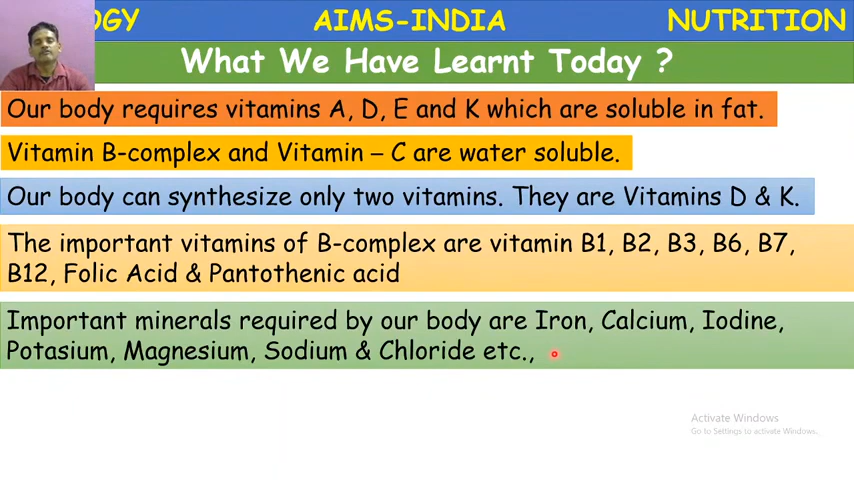 OGY AIMS-INDIA NUTRITION
What We Have Learnt Today ?
Our body requires vitamins A, D, E and K which are soluble in fat.
Vitamin B-complex and Vitamin – C are water soluble.
Our body can synthesize only two vitamins. They are Vitamins D & K.
The important vitamins of B-complex are vitamin B1, B2, B3, B6, B7,
B12, Folic Acid & Pantothenic acid
Important minerals required by our body are Iron, Calcium, Iodine,
Potasium, Magnesium, Sodium & Chloride etc.,
Activate Windows
Go to Settings to activate Windows.